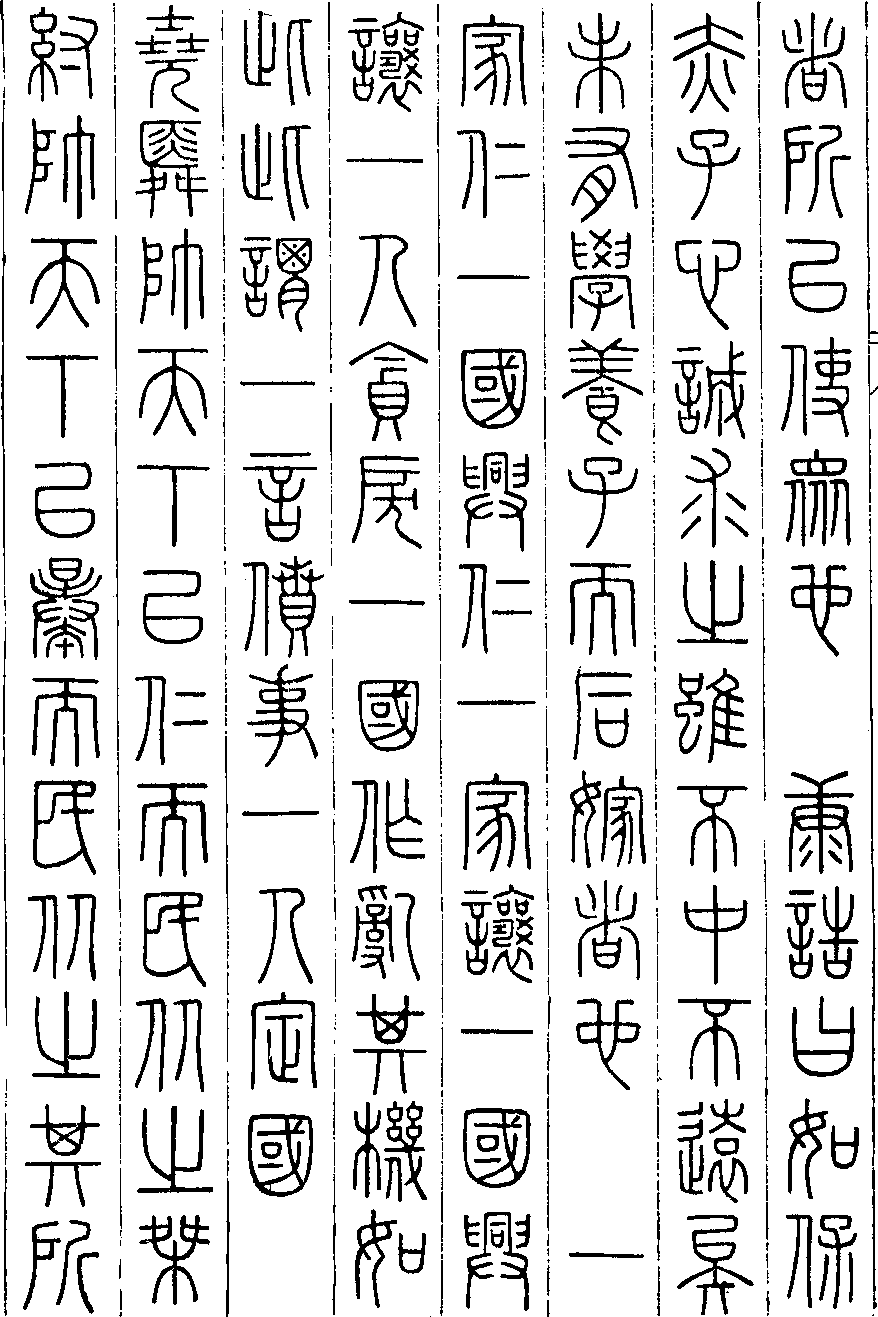 者所以使眾也　康誥曰如保
赤子心誠求之雖不中不遠矣
未有學養子而后嫁者也　一
家仁一國興仁一家讓一國興
讓一人貪戾一國作亂其機如
此此謂一言僨事一人定國
堯舜帥天下以仁而民从之桀
紂帥天下以暴而民从之其所